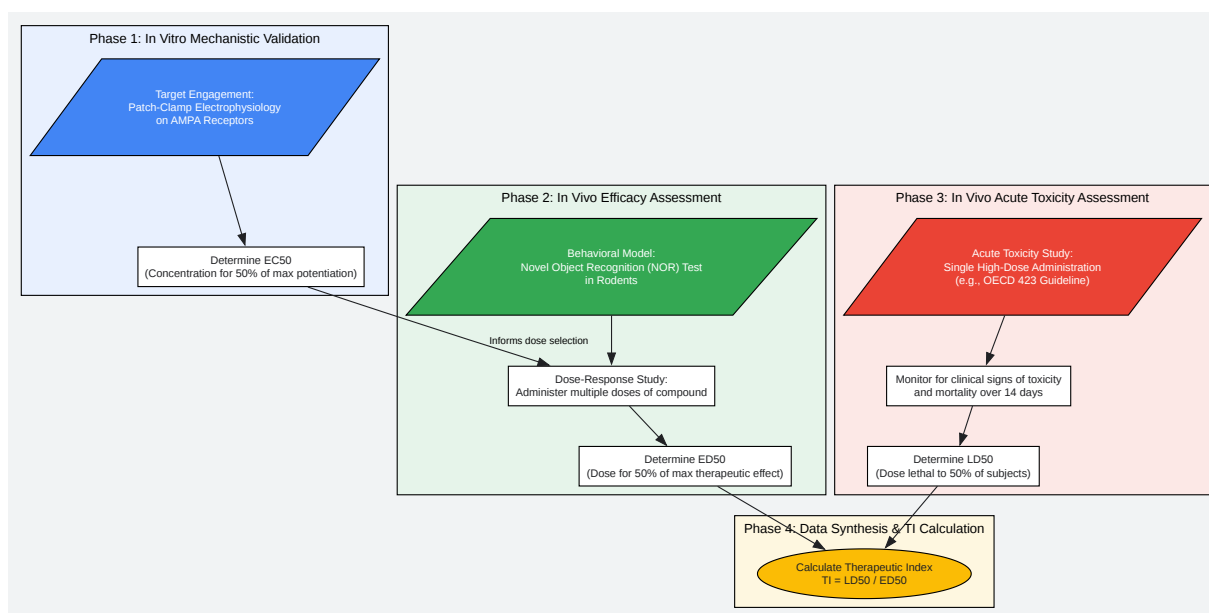 Phase 1: In Vitro Mechanistic Validation
Target Engagement:
Patch-Clamp Electrophysiology
on AMPA Receptors
Determine EC50
(Concentration for 50% of max potentiation)
Phase 2: In Vivo Efficacy Assessment
Behavioral Model:
Novel Object Recognition (NOR) Test
in Rodents
Informs dose selection
Dose-Response Study:
Administer multiple doses of compound
Determine ED50
(Dose for 50% of max therapeutic effect)
Phase 3: In Vivo Acute Toxicity Assessment
Acute Toxicity Study:
Single High-Dose Administration
(e.g., OECD 423 Guideline)
Monitor for clinical signs of toxicity
and mortality over 14 days
Determine LD50
(Dose lethal to 50% of subjects)
Phase 4: Data Synthesis & TI Calculation
Calculate Therapeutic Index
TI = LD50 / ED50